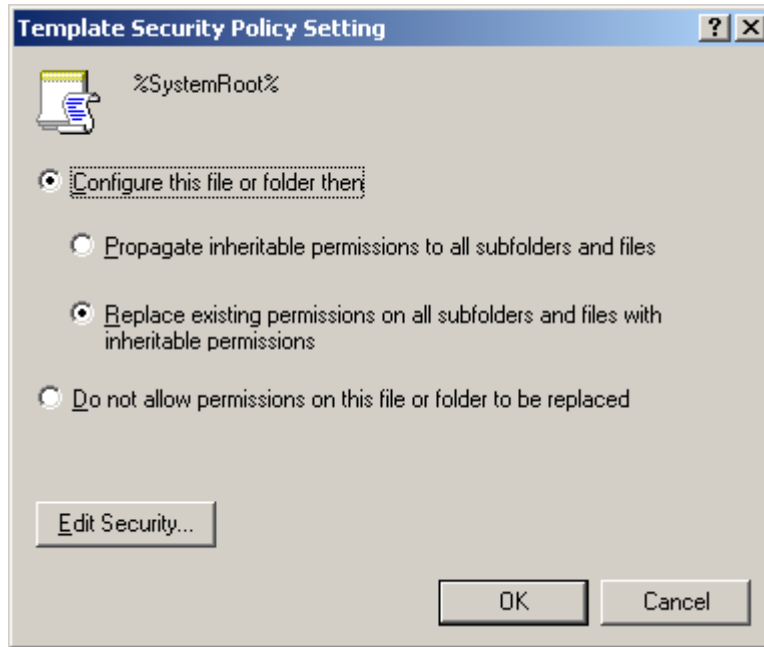 Template Security Policy Setting
%SystemRoot%
Configure this file or folder then
Propagate inheritable permissions to all subfolders and files
Replace existing permissions on all subfolders and files with
inheritable permissions
Do not allow permissions on this file or folder to be replaced
Edit Security...
OK Cancel